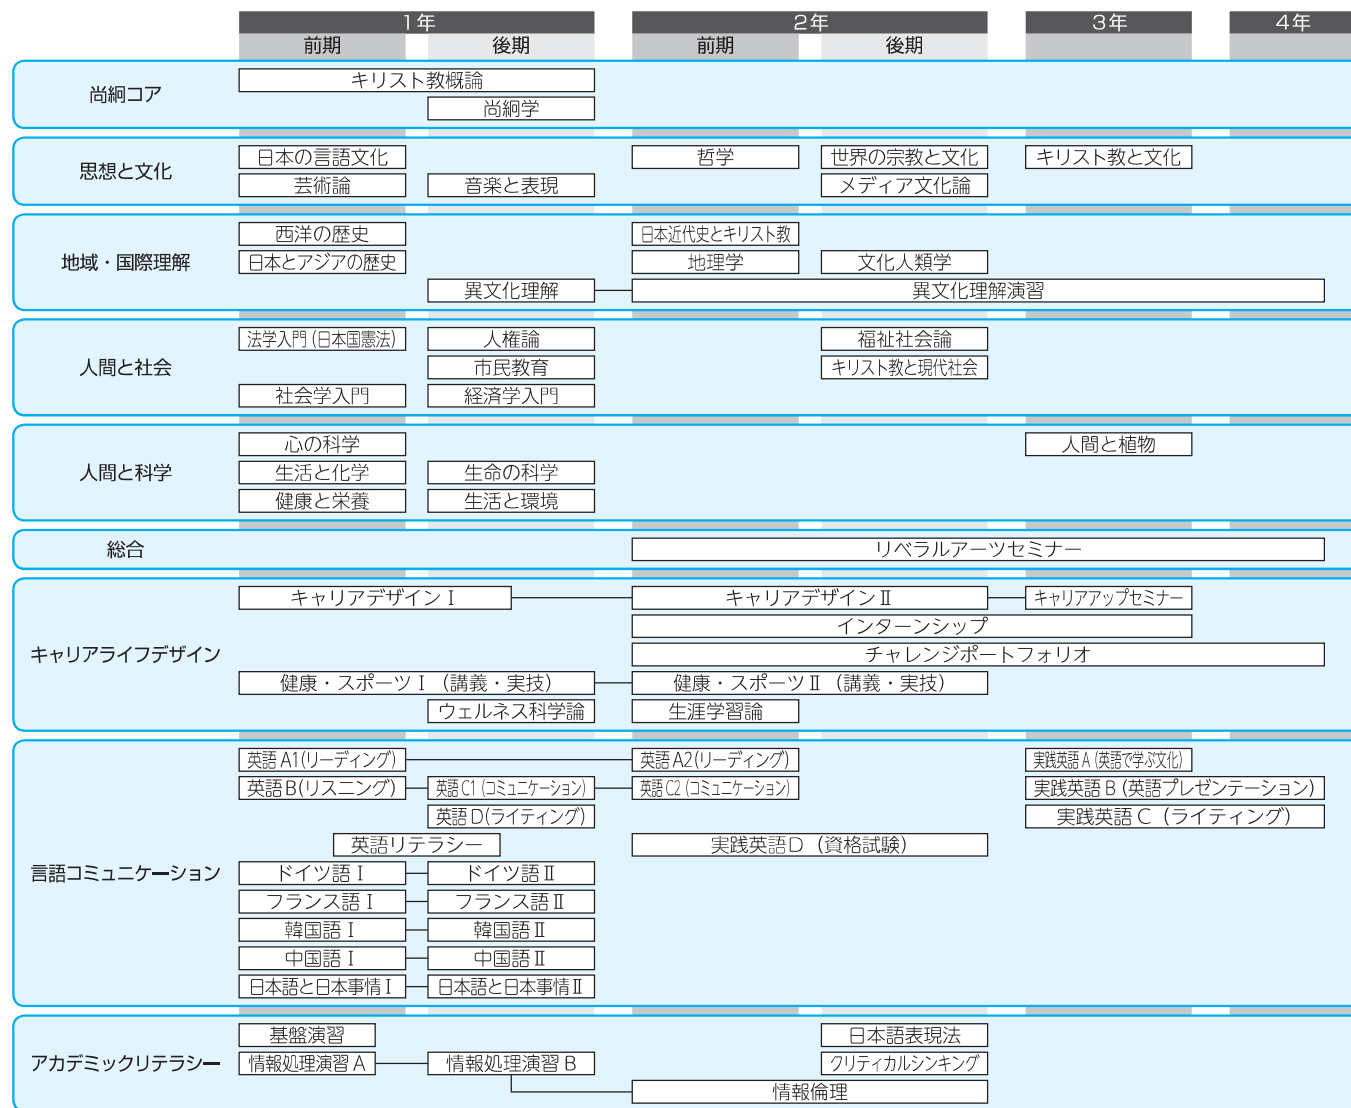 1年 2年 3年 4年
前期 後期 前期 後期
尚絅コア
キリスト教概論
尚絅学
思想と文化
日本の言語文化 哲学 世界の宗教と文化 キリスト教と文化
芸術論 音楽と表現 メディア文化論
地域・国際理解
西洋の歴史 日本近代史とキリスト教
日本とアジアの歴史 地理学 文化人類学
異文化理解 異文化理解演習
人間と社会
法学入門(日本国憲法) 人権論 福祉社会論
市民教育 キリスト教と現代社会
社会学入門 経済学入門
人間と科学
心の科学 人間と植物
生活と化学 生命の科学
健康と栄養 生活と環境
総合
リベラルアーツセミナー
キャリアライフデザイン
キャリアデザインⅠ キャリアデザインⅡ キャリアアップセミナー
インターンシップ
チャレンジポートフォリオ
健康・スポーツⅠ（講義・実技） 健康・スポーツⅡ（講義・実技）
ウェルネス科学論 生涯学習論
言語コミュニケーション
英語A1(リーディング) 英語A2(リーディング) 実践英語A(英語で学ぶ文化)
英語B(リスニング) 英語C1(コミュニケーション) 英語C2(コミュニケーション) 実践英語B(英語プレゼンテーション)
英語D(ライティング) 実践英語C（ライティング）
英語リテラシー 実践英語D（資格試験）
ドイツ語Ⅰ ドイツ語Ⅱ
フランス語Ⅰ フランス語Ⅱ
韓国語Ⅰ 韓国語Ⅱ
中国語Ⅰ 中国語Ⅱ
日本語と日本事情Ⅰ 日本語と日本事情Ⅱ
アカデミックリテラシー
基盤演習 日本語表現法
情報処理演習A 情報処理演習B クリティカルシンキング
情報倫理